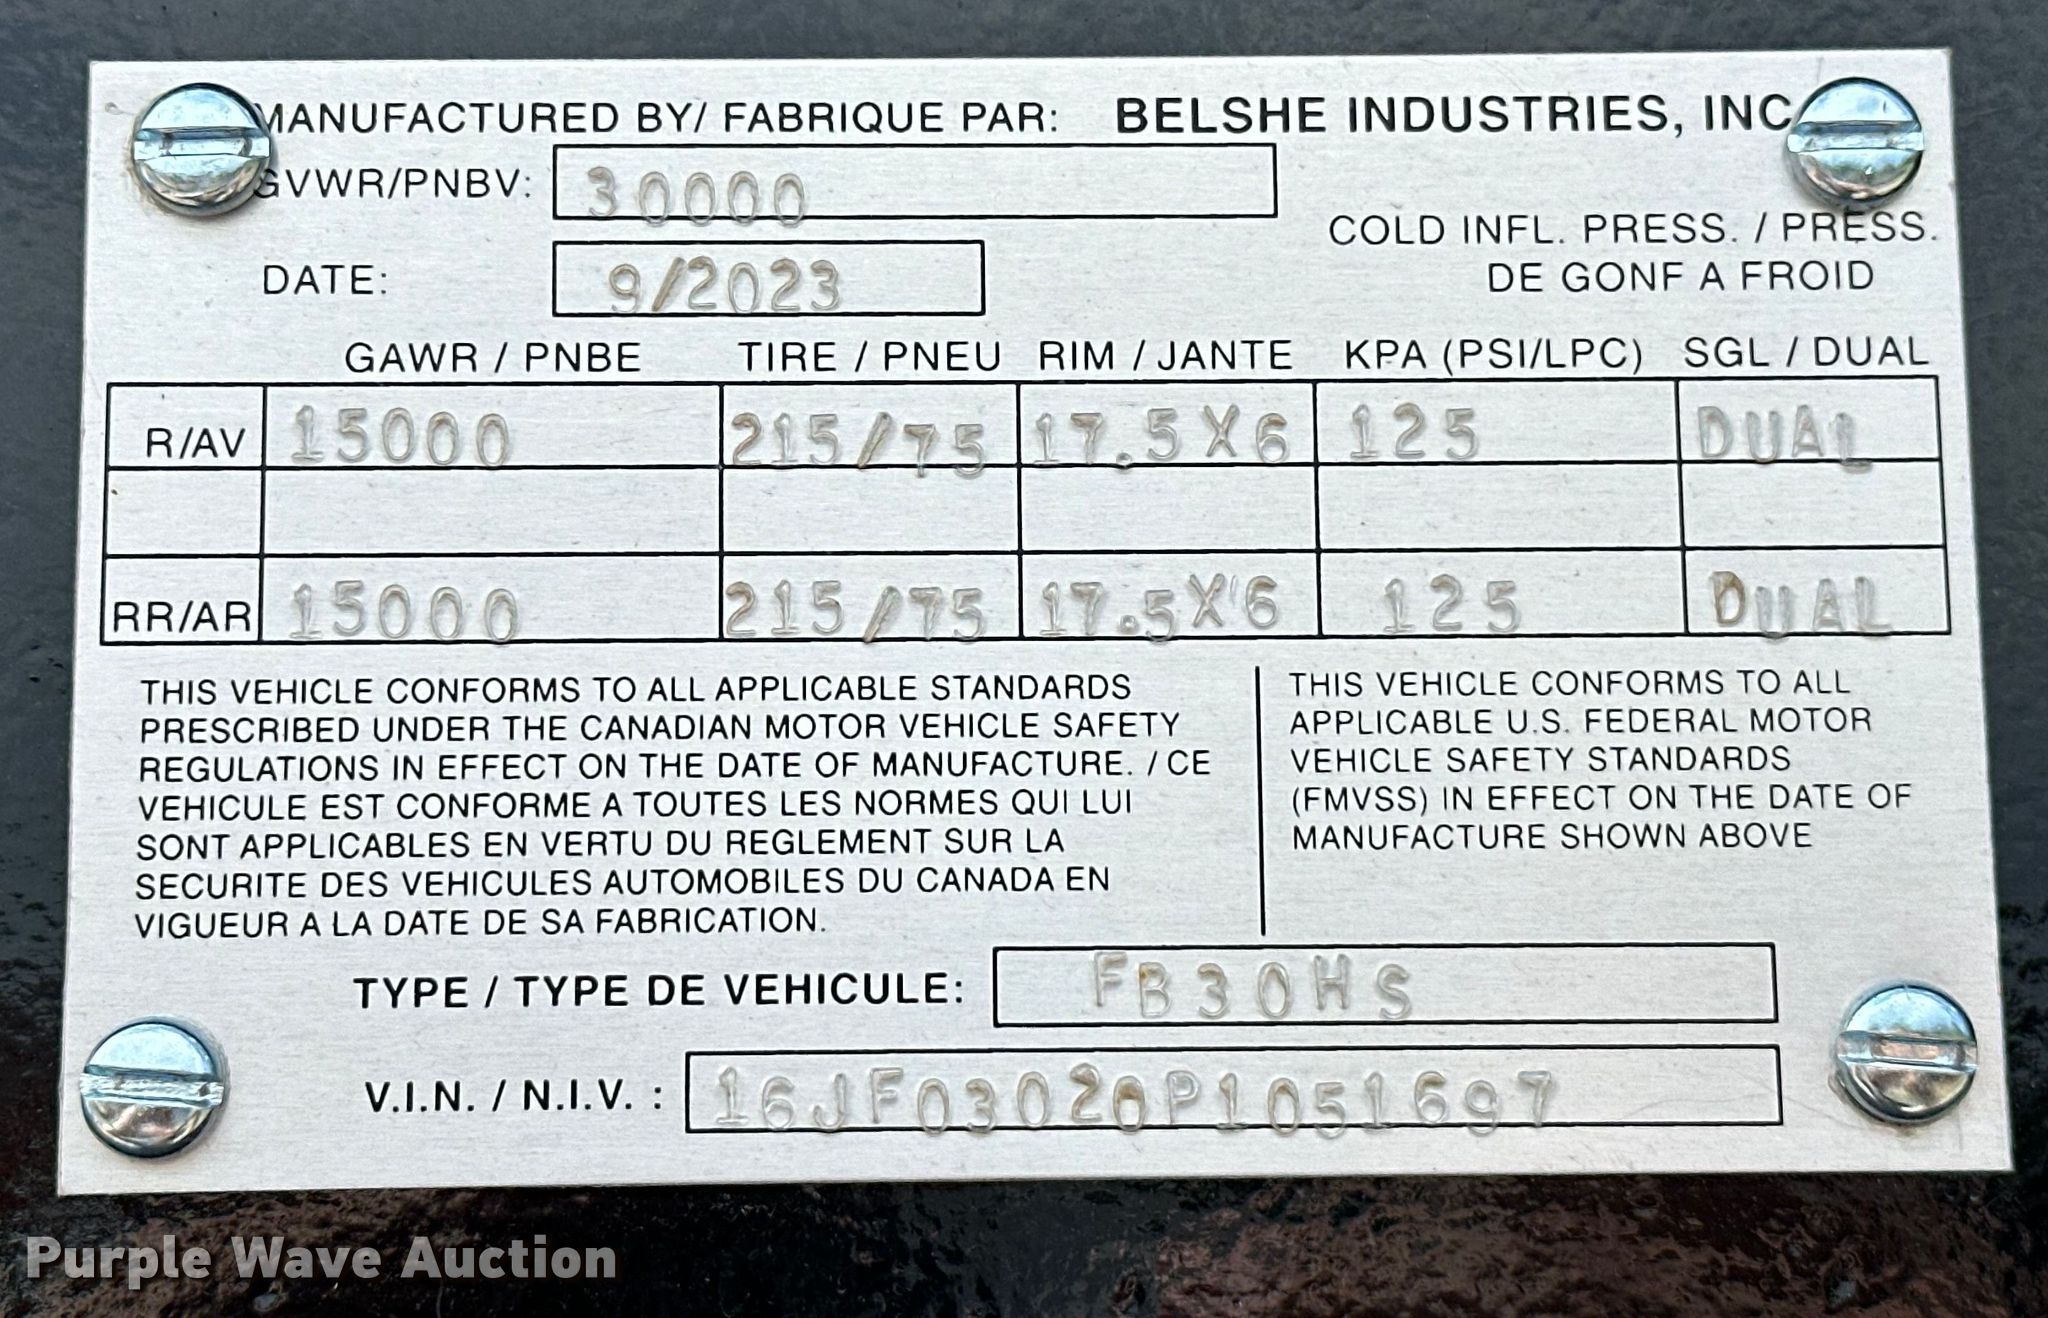 MANUFACTURED BY/ FABRIQUE PAR: BELSHE INDUSTRIES, INC
GVWR/PNBV: 30000
COLD INFL. PRESS. / PRESS.
DE GONF A FROID
DATE: 9/2023
GAWR / PNBE TIRE / PNEU RIM / JANTE KPA (PSI/LPC) SGL / DUAL
R/AV 15000 215/75 17.5X6 125 DUAL
RR/AR 15000 215/75 17.5X6 125 DUAL
THIS VEHICLE CONFORMS TO ALL APPLICABLE STANDARDS
PRESCRIBED UNDER THE CANADIAN MOTOR VEHICLE SAFETY
REGULATIONS IN EFFECT ON THE DATE OF MANUFACTURE. / CE
VEHICULE EST CONFORME A TOUTES LES NORMES QUI LUI
SONT APPLICABLES EN VERTU DU REGLEMENT SUR LA
SECURITE DES VEHICULES AUTOMOBILES DU CANADA EN
VIGUEUR A LA DATE DE SA FABRICATION.
THIS VEHICLE CONFORMS TO ALL
APPLICABLE U.S. FEDERAL MOTOR
VEHICLE SAFETY STANDARDS
(FMVSS) IN EFFECT ON THE DATE OF
MANUFACTURE SHOWN ABOVE
TYPE / TYPE DE VEHICULE: FB30HS
V.I.N. / N.I.V. : 16JF03020P1051697
Purple Wave Auction